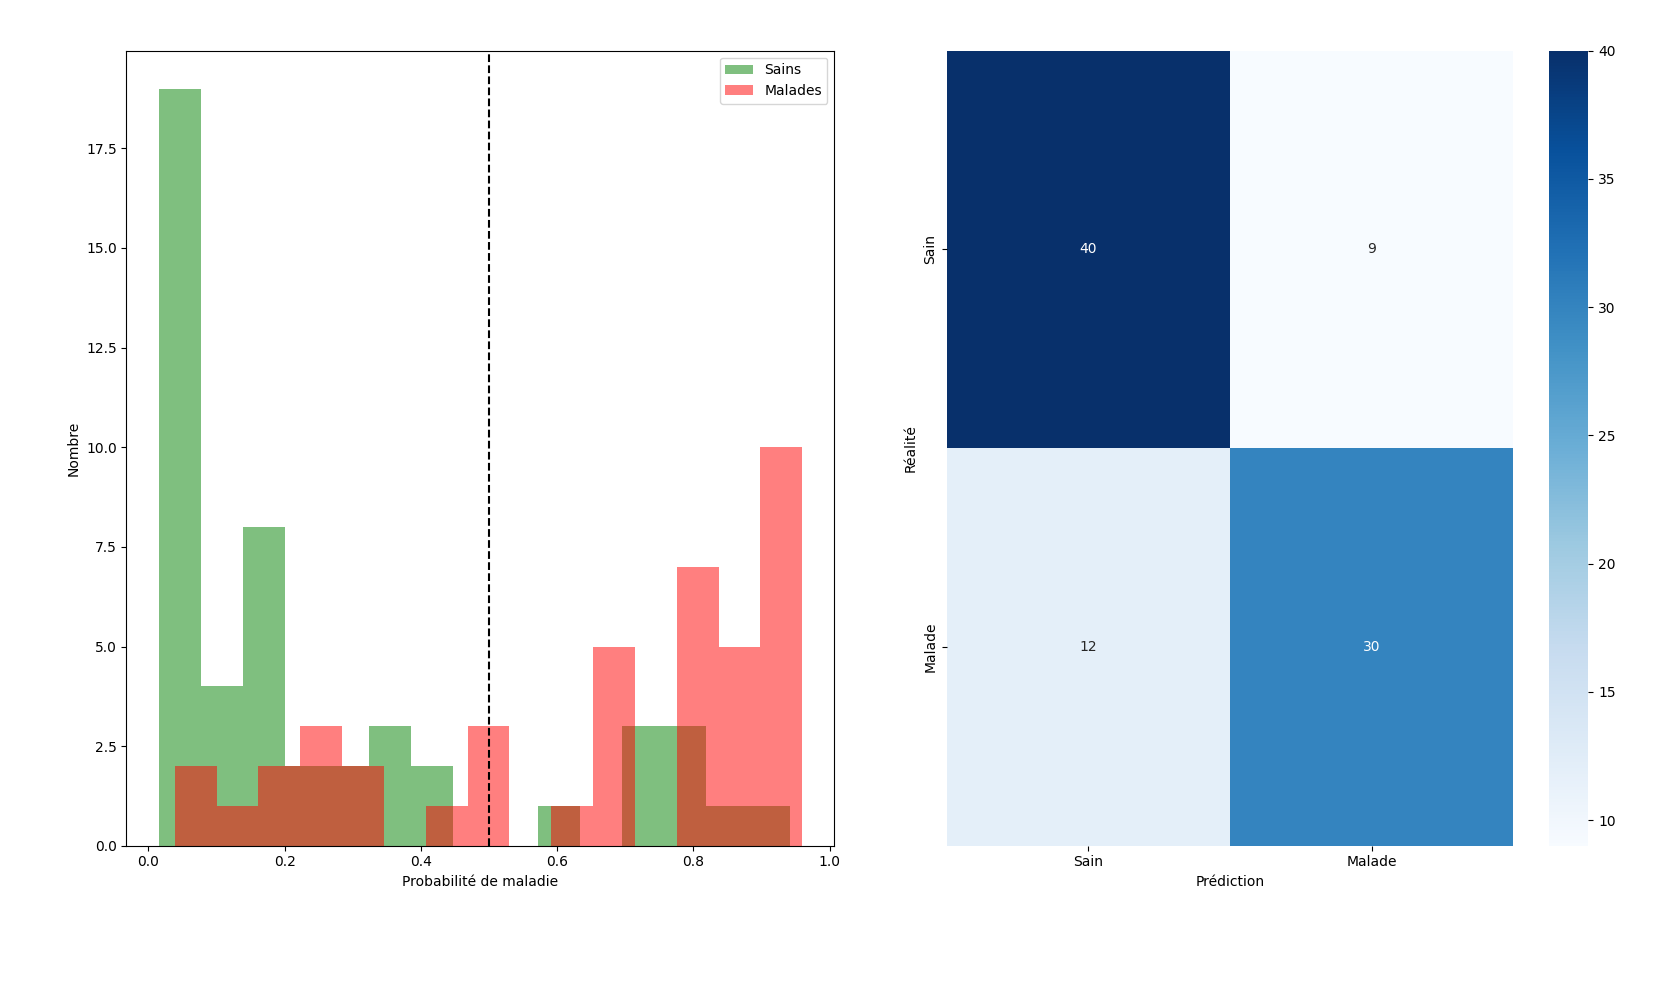 Sains
Malades
17.5
15.0
12.5
10.0
7.5
5.0
2.5
0.0
Nombre
0.0 0.2 0.4 0.6 0.8 1.0
Probabilité de maladie
40 9
12 30
Sain
Malade
Réalité
Sain Malade
Prédiction
40
35
30
25
20
15
10